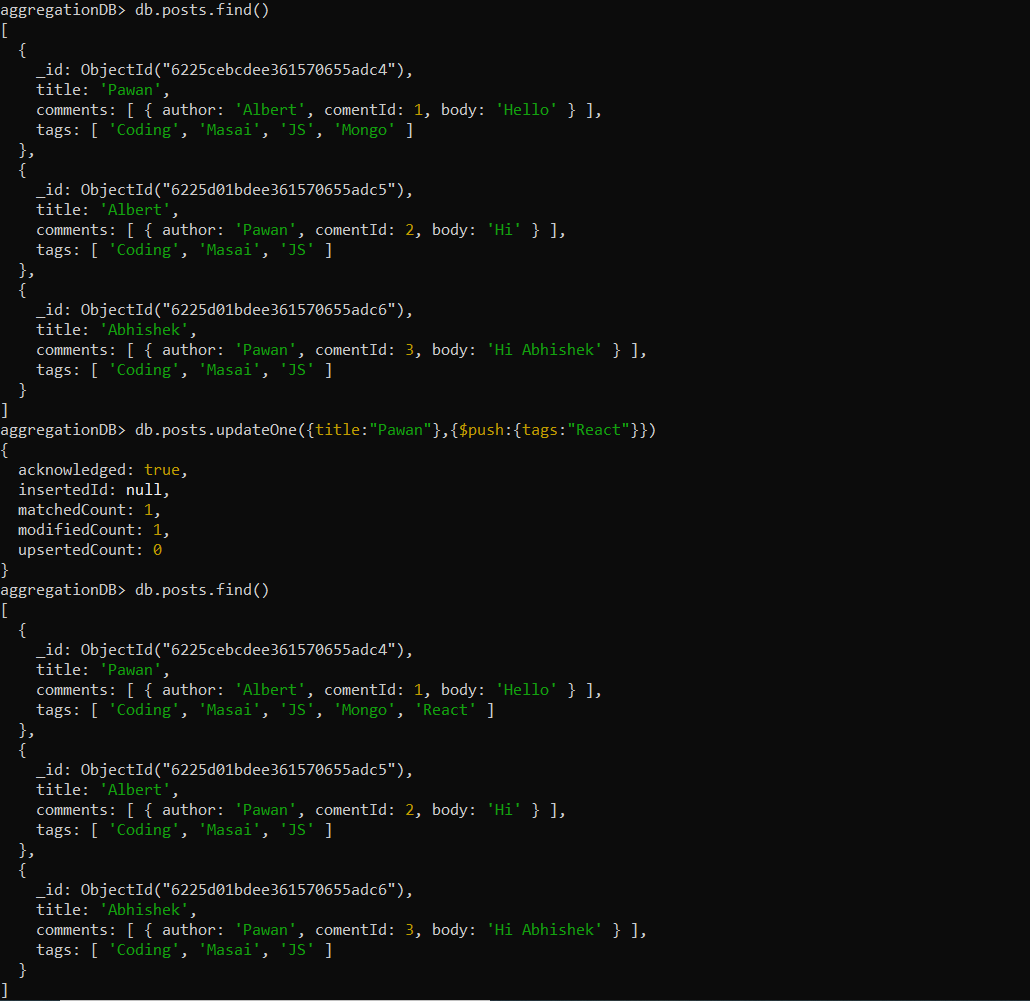 aggregationDB> db.posts.find()
[
  {
    _id: ObjectId("6225cebcdee361570655adc4"),
    title: 'Pawan',
    comments: [ { author: 'Albert', comentId: 1, body: 'Hello' } ],
    tags: [ 'Coding', 'Masai', 'JS', 'Mongo' ]
  },
  {
    _id: ObjectId("6225d01bdee361570655adc5"),
    title: 'Albert',
    comments: [ { author: 'Pawan', comentId: 2, body: 'Hi' } ],
    tags: [ 'Coding', 'Masai', 'JS' ]
  },
  {
    _id: ObjectId("6225d01bdee361570655adc6"),
    title: 'Abhishek',
    comments: [ { author: 'Pawan', comentId: 3, body: 'Hi Abhishek' } ],
    tags: [ 'Coding', 'Masai', 'JS' ]
  }
]
aggregationDB> db.posts.updateOne({title:"Pawan"},{$push:{tags:"React"}})
{
  acknowledged: true,
  insertedId: null,
  matchedCount: 1,
  modifiedCount: 1,
  upsertedCount: 0
}
aggregationDB> db.posts.find()
[
  {
    _id: ObjectId("6225cebcdee361570655adc4"),
    title: 'Pawan',
    comments: [ { author: 'Albert', comentId: 1, body: 'Hello' } ],
    tags: [ 'Coding', 'Masai', 'JS', 'Mongo', 'React' ]
  },
  {
    _id: ObjectId("6225d01bdee361570655adc5"),
    title: 'Albert',
    comments: [ { author: 'Pawan', comentId: 2, body: 'Hi' } ],
    tags: [ 'Coding', 'Masai', 'JS' ]
  },
  {
    _id: ObjectId("6225d01bdee361570655adc6"),
    title: 'Abhishek',
    comments: [ { author: 'Pawan', comentId: 3, body: 'Hi Abhishek' } ],
    tags: [ 'Coding', 'Masai', 'JS' ]
  }
]